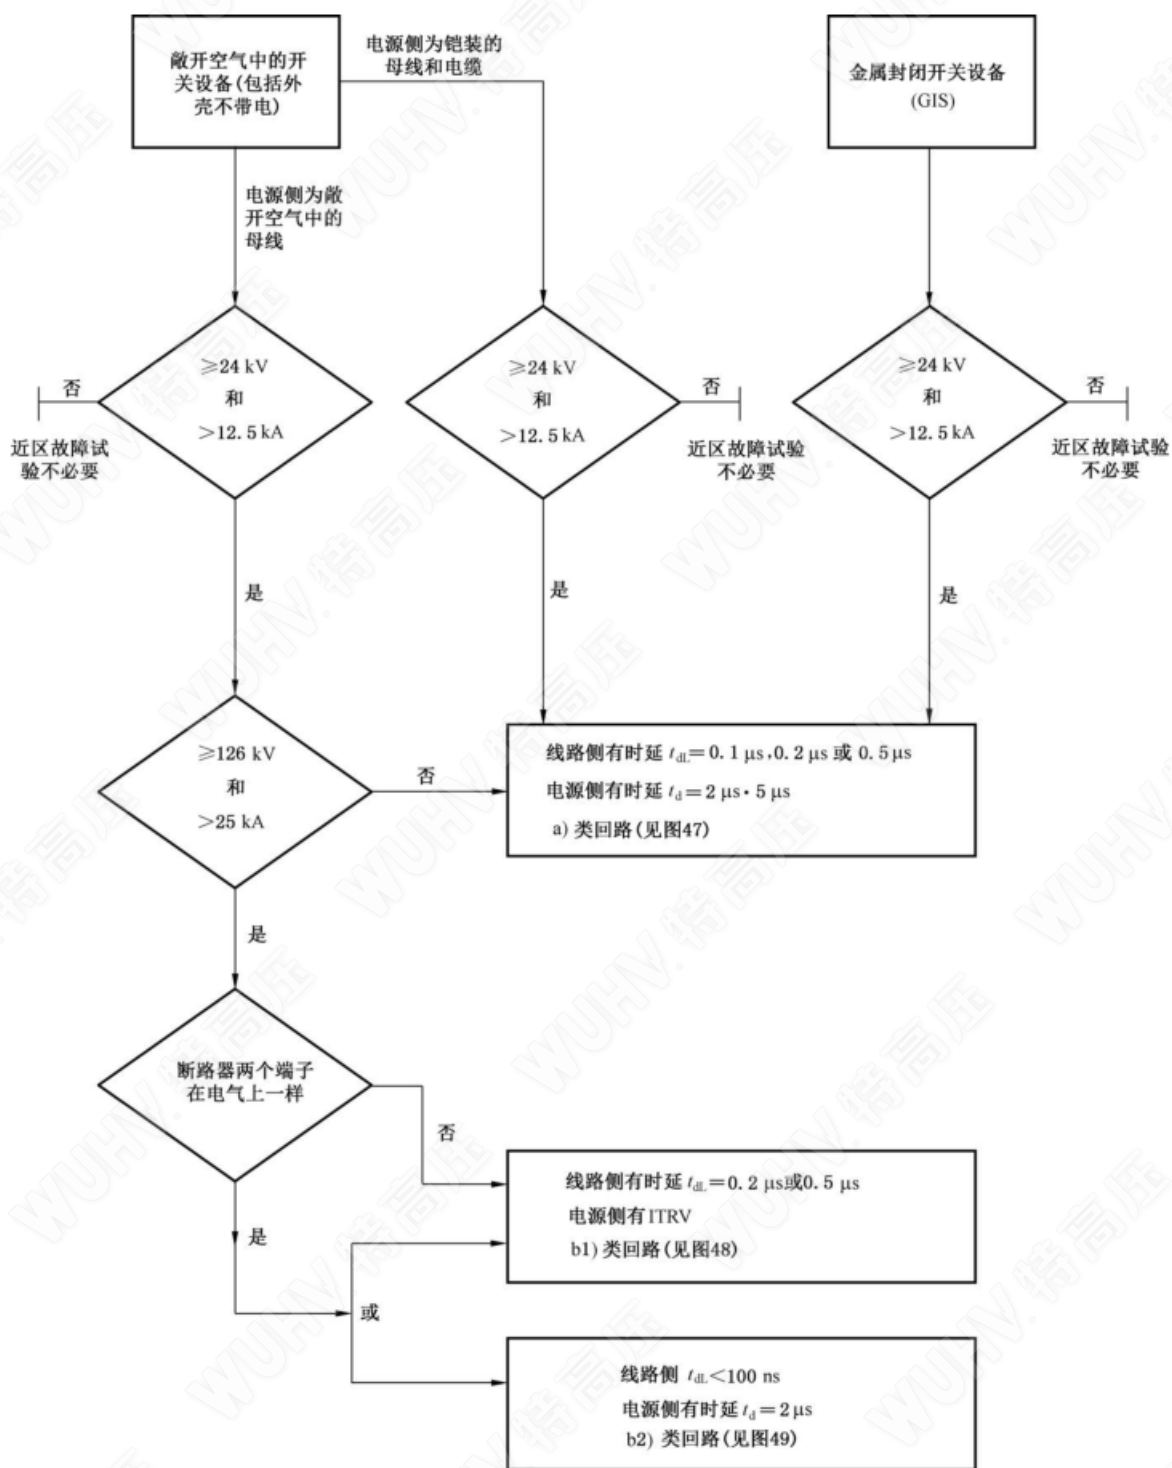 敞开空气中的开
关设备(包括外
壳不带电)
电源侧为铠装的
母线和电缆
金属封闭开关设备
(GIS)
电源侧为敞
开空气中的
母线
≥24 kV
和
>12.5 kA
否
近区故障试
验不必要
≥24 kV
和
>12.5 kA
否
近区故障试验
不必要
≥24 kV
和
>12.5 kA
否
近区故障试验
不必要
是
是
是
≥126 kV
和
>25 kA
否
线路侧有时延 tdL=0.1 μs,0.2 μs 或 0.5 μs
电源侧有时延 td=2 μs·5 μs
a) 类回路(见图47)
是
断路器两个端子
在电气上一样
否
线路侧有时延 tdL=0.2 μs或0.5 μs
电源侧有ITRV
b1) 类回路(见图48)
是
或
线路侧 tdL<100 ns
电源侧有时延 td=2 μs
b2) 类回路(见图49)
WUHV.特高压